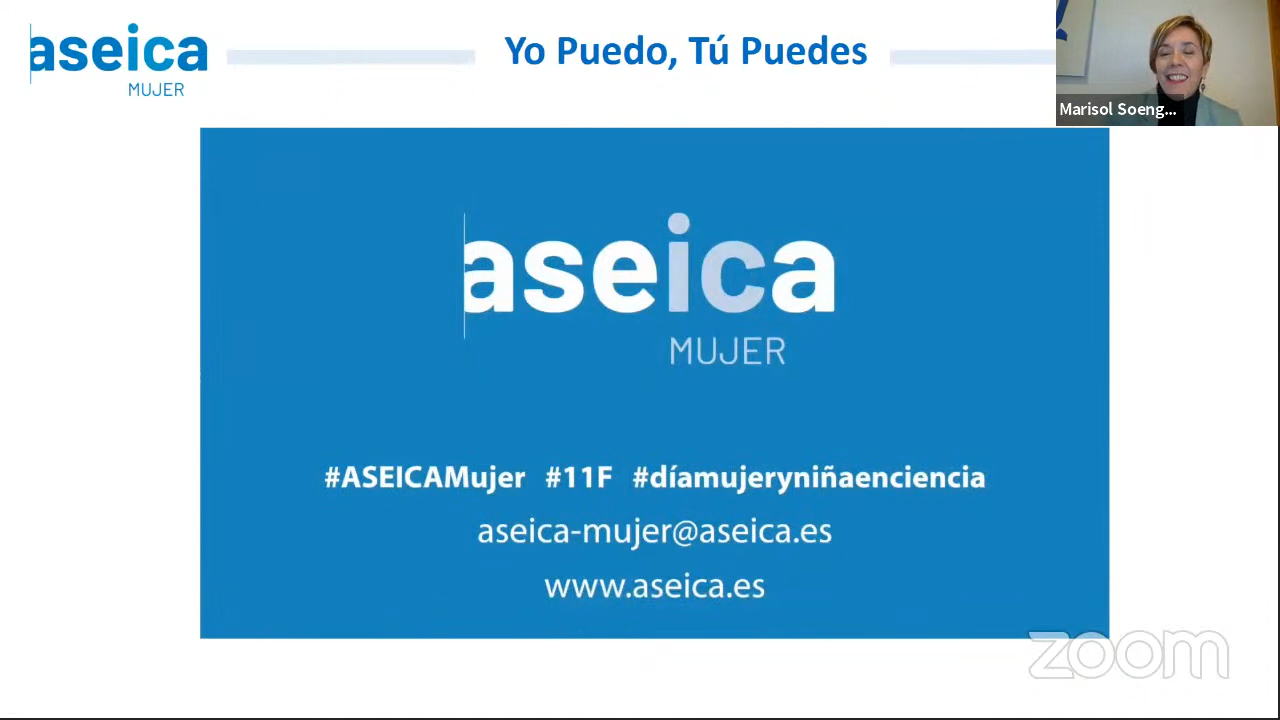 aseica
MUJER
Yo Puedo, Tú Puedes
Marisol Soeng...
aseica
MUJER
#ASEICAMujer #11F #díamujeryniñaenciencia
aseica-mujer@aseica.es
www.aseica.es
zoom